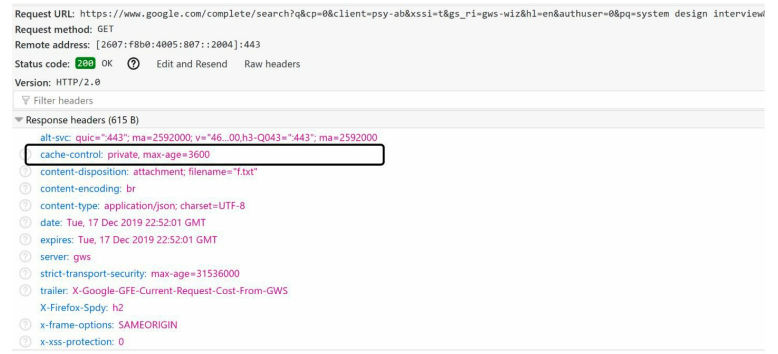 Request URL: https://www.google.com/complete/search?q&cp=0&client=psy-ab&xssi=t&gs_ri=gws-wiz&hl=en&authuser=0&pq=system design interview&
Request method: GET
Remote address: [2607:f8b0:4005:807::2004]:443
Status code: 200 OK ? Edit and Resend Raw headers
Version: HTTP/2.0
Filter headers
Response headers (615 B)
alt-svc: quic=":443"; ma=2592000; v="46...00,h3-Q043=":443"; ma=2592000
? cache-control: private, max-age=3600
? content-disposition: attachment; filename="f.txt"
? content-encoding: br
? content-type: application/json; charset=UTF-8
? date: Tue, 17 Dec 2019 22:52:01 GMT
? expires: Tue, 17 Dec 2019 22:52:01 GMT
? server: gws
? strict-transport-security: max-age=31536000
? trailer: X-Google-GFE-Current-Request-Cost-From-GWS
X-Firefox-Spdy: h2
? x-frame-options: SAMEORIGIN
? x-xss-protection: 0